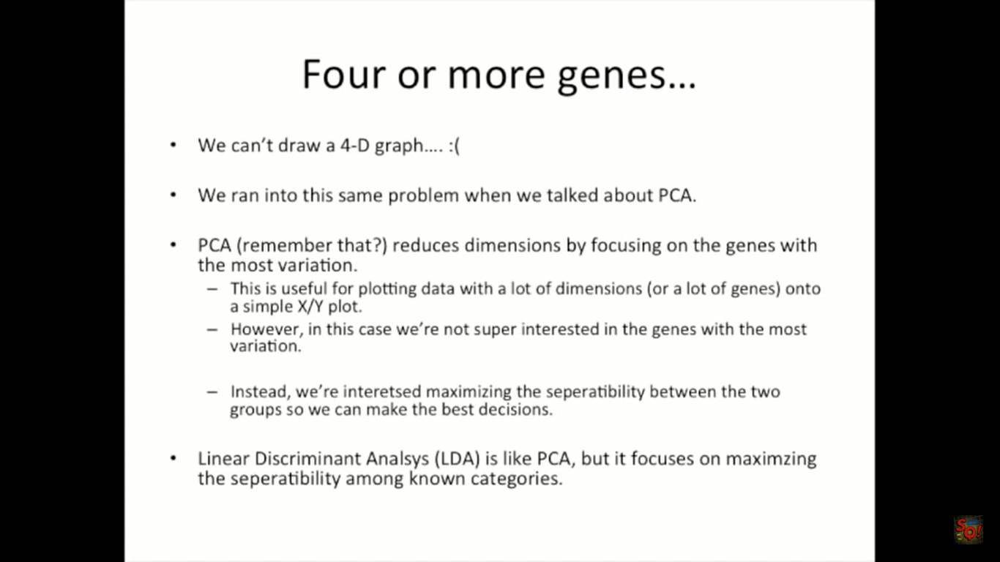 Four or more genes...
• We can't draw a 4-D graph.... :(
• We ran into this same problem when we talked about PCA.
• PCA (remember that?) reduces dimensions by focusing on the genes with
the most variation.
– This is useful for plotting data with a lot of dimensions (or a lot of genes) onto
a simple X/Y plot.
– However, in this case we're not super interested in the genes with the most
variation.
– Instead, we're interetsed maximizing the seperatibility between the two
groups so we can make the best decisions.
• Linear Discriminant Analsys (LDA) is like PCA, but it focuses on maximzing
the seperatibility among known categories.
SQ!